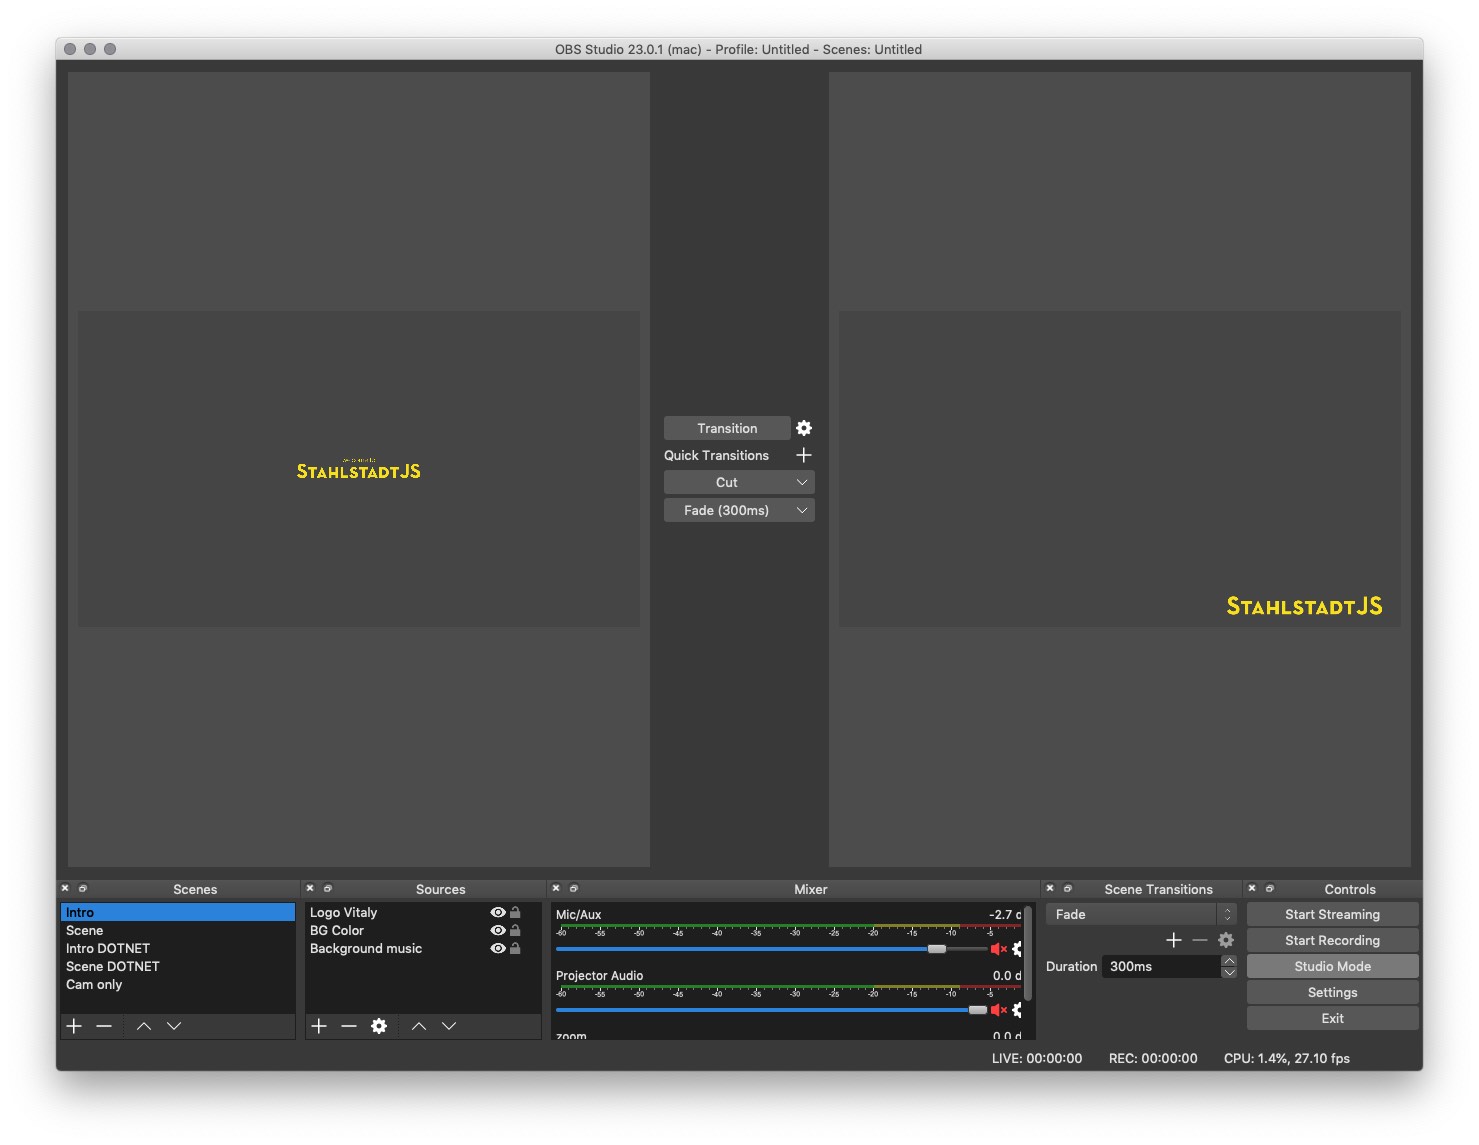 OBS Studio 23.0.1 (mac) - Profile: Untitled - Scenes: Untitled
welcome to
STAHLSTADTJS
Transition
Quick Transitions
Cut
Fade (300ms)
STAHLSTADTJS
Scenes
Intro
Scene
Intro DOTNET
Scene DOTNET
Cam only
Sources
Logo Vitaly
BG Color
Background music
Mixer
Mic/Aux -2.7 d
-60 -55 -50 -45 -40 -35 -30 -25 -20 -15 -10 -5
Projector Audio 0.0 d
-60 -55 -50 -45 -40 -35 -30 -25 -20 -15 -10 -5
zoom 0.0 d
Scene Transitions
Fade
Duration 300ms
Controls
Start Streaming
Start Recording
Studio Mode
Settings
Exit
LIVE: 00:00:00 REC: 00:00:00 CPU: 1.4%, 27.10 fps